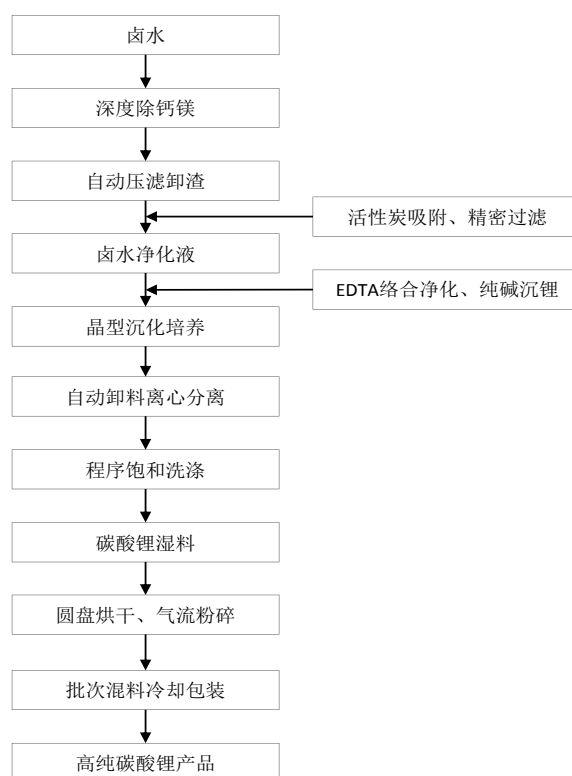 卤水
深度除钙镁
自动压滤卸渣
活性炭吸附、精密过滤
卤水净化液
EDTA络合净化、纯碱沉锂
晶型沉化培养
自动卸料离心分离
程序饱和洗涤
碳酸锂湿料
圆盘烘干、气流粉碎
批次混料冷却包装
高纯碳酸锂产品